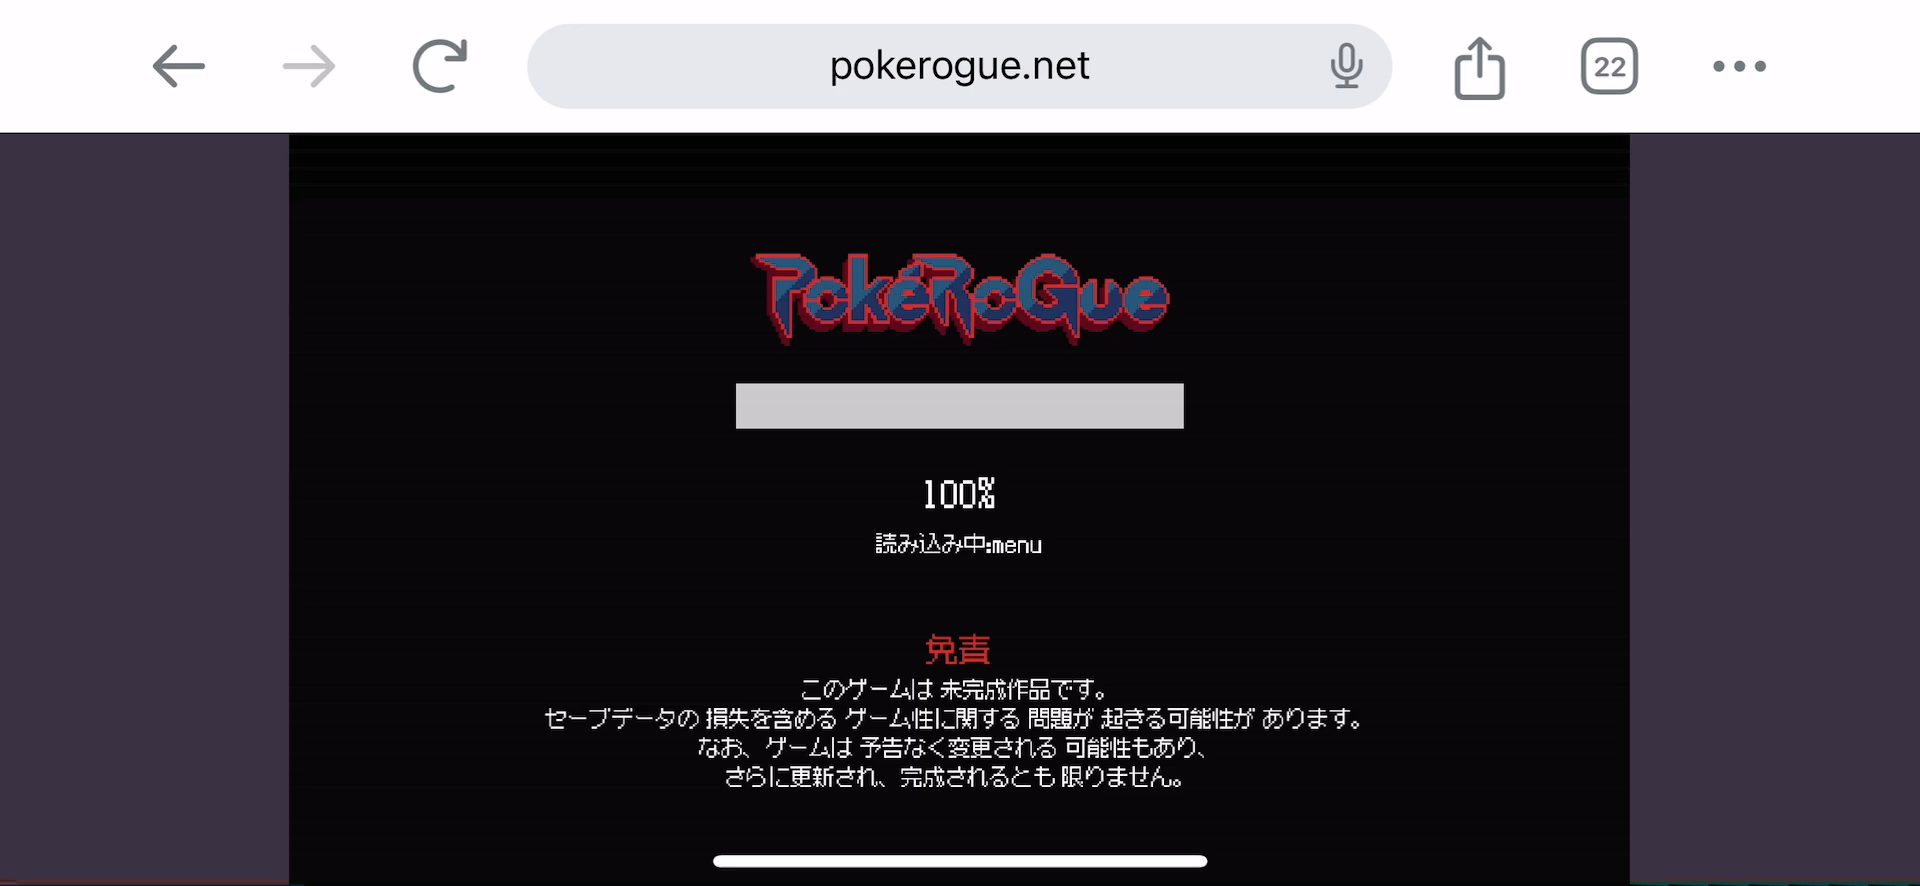 pokerogue.net
22
PokéRoGue
100%
読み込み中:menu
免責
このゲームは 未完成作品です。
セーブデータの 損失を含める ゲーム性に関する 問題が 起きる可能性が あります。
なお、ゲームは 予告なく変更される 可能性もあり、
さらに更新され、完成されるとも 限りません。